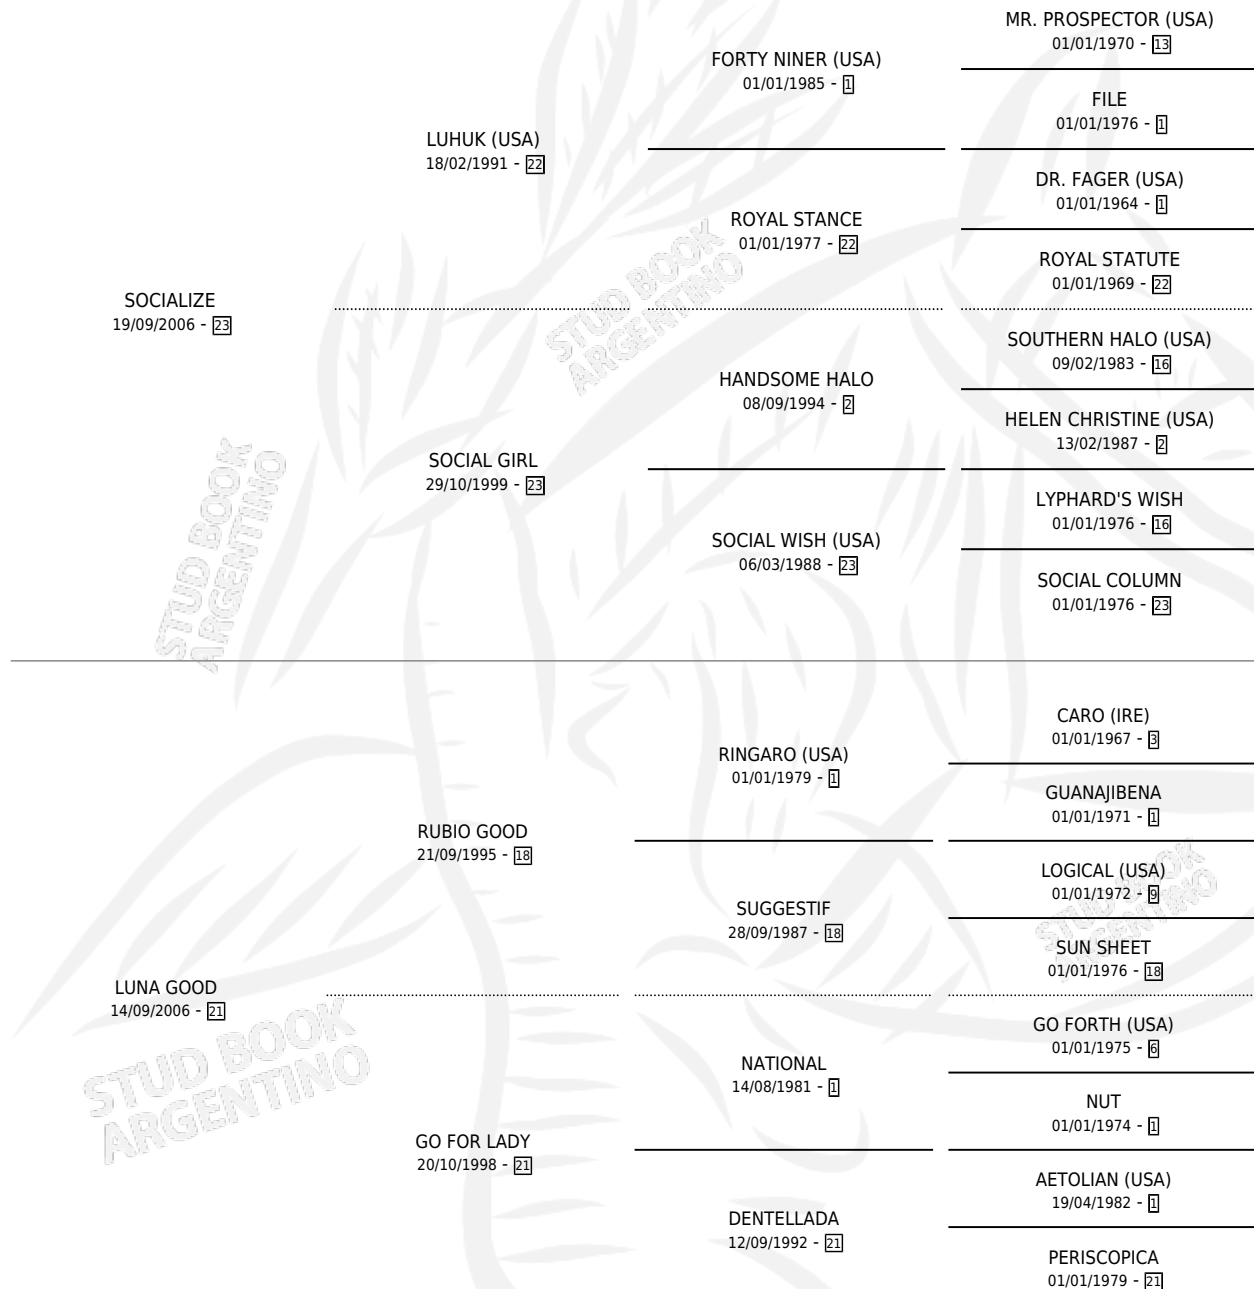 MR. PROSPECTOR (USA)
01/01/1970 - 13
FORTY NINER (USA)
01/01/1985 - 1
FILE
01/01/1976 - 1
LUHUK (USA)
18/02/1991 - 22
DR. FAGER (USA)
01/01/1964 - 1
ROYAL STANCE
01/01/1977 - 22
ROYAL STATUTE
01/01/1969 - 22
SOCIALIZE
19/09/2006 - 23
SOUTHERN HALO (USA)
09/02/1983 - 16
HANDSOME HALO
08/09/1994 - 2
HELEN CHRISTINE (USA)
13/02/1987 - 2
SOCIAL GIRL
29/10/1999 - 23
LYPHARD'S WISH
01/01/1976 - 16
SOCIAL WISH (USA)
06/03/1988 - 23
SOCIAL COLUMN
01/01/1976 - 23
CARO (IRE)
01/01/1967 - 3
RINGARO (USA)
01/01/1979 - 1
GUANAJIBENA
01/01/1971 - 1
RUBIO GOOD
21/09/1995 - 18
LOGICAL (USA)
01/01/1972 - 9
SUGGESTIF
28/09/1987 - 18
SUN SHEET
01/01/1976 - 18
LUNA GOOD
14/09/2006 - 21
GO FORTH (USA)
01/01/1975 - 6
NATIONAL
14/08/1981 - 1
NUT
01/01/1974 - 1
GO FOR LADY
20/10/1998 - 21
AETOLIAN (USA)
19/04/1982 - 1
DENTELLADA
12/09/1992 - 21
PERISCOPICA
01/01/1979 - 21
STUD BOOK
ARGENTINO
STUD BOOK
ARGENTINO
STUD BOOK
ARGENTINO
STUD BOOK
ARGENTINO